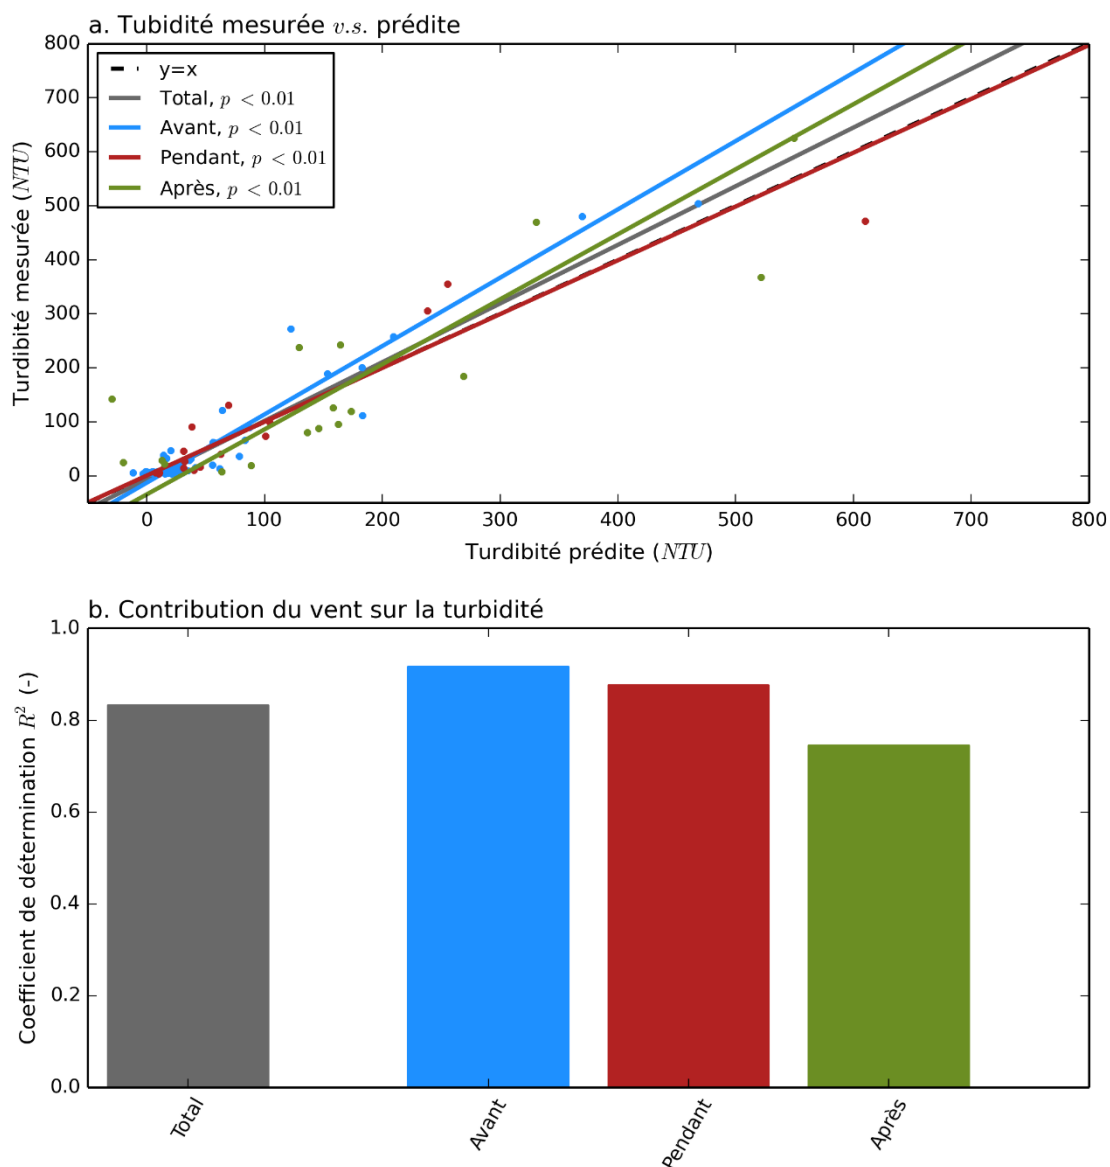 a. Tubidité mesurée v.s. prédite
800
700
600
500
400
300
200
100
0
Turdibité mesurée (NTU)
y=x
Total, p < 0.01
Avant, p < 0.01
Pendant, p < 0.01
Après, p < 0.01
0 100 200 300 400 500 600 700 800
Turdibité prédite (NTU)
b. Contribution du vent sur la turbidité
1.0
0.8
0.6
0.4
0.2
0.0
Coefficient de détermination R² (-)
Total
Avant
Pendant
Après